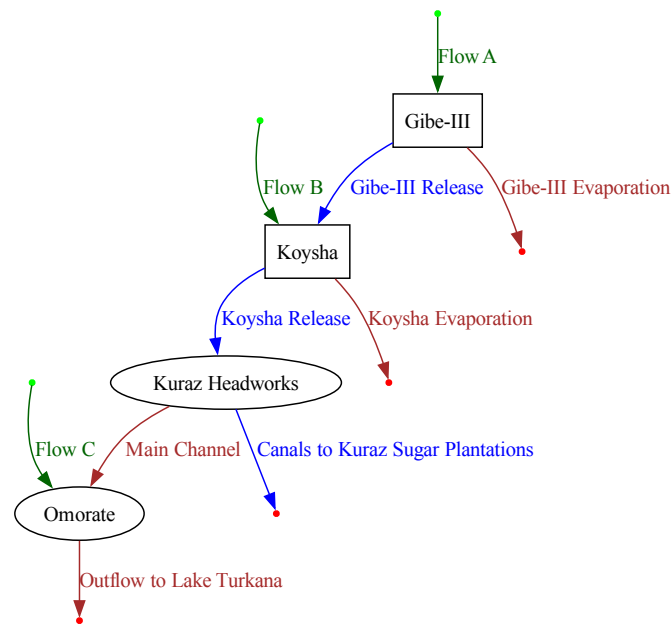 Flow A
Gibe-III
Flow B
Gibe-III Release
Gibe-III Evaporation
Koysha
Koysha Release
Koysha Evaporation
Kuraz Headworks
Flow C
Main Channel
Canals to Kuraz Sugar Plantations
Omorate
Outflow to Lake Turkana